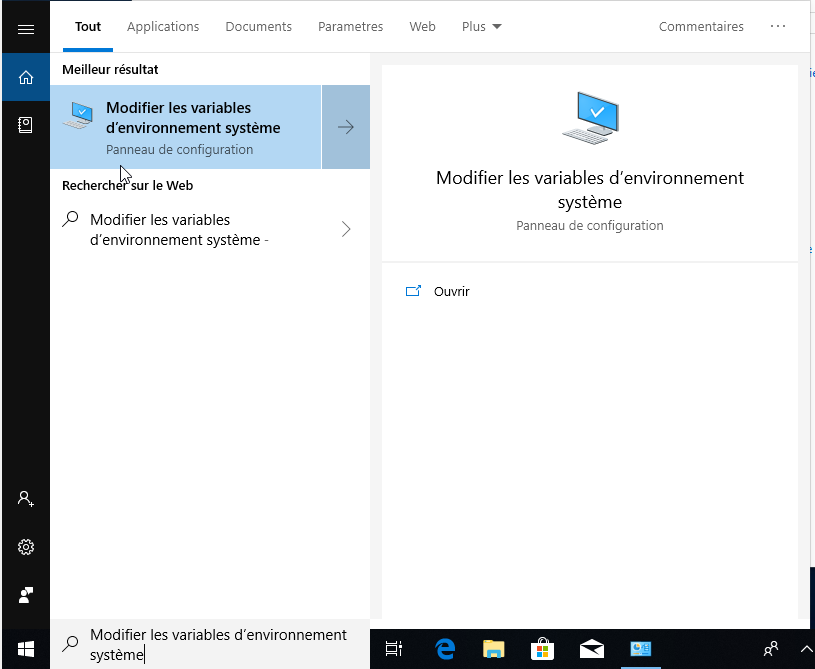 Tout Applications Documents Parametres Web Plus Commentaires ...
Meilleur résultat
Modifier les variables
d’environnement système
Panneau de configuration
Rechercher sur le Web
Modifier les variables
d’environnement système -
Modifier les variables d’environnement
système
Panneau de configuration
Ouvrir
Modifier les variables d’environnement
système